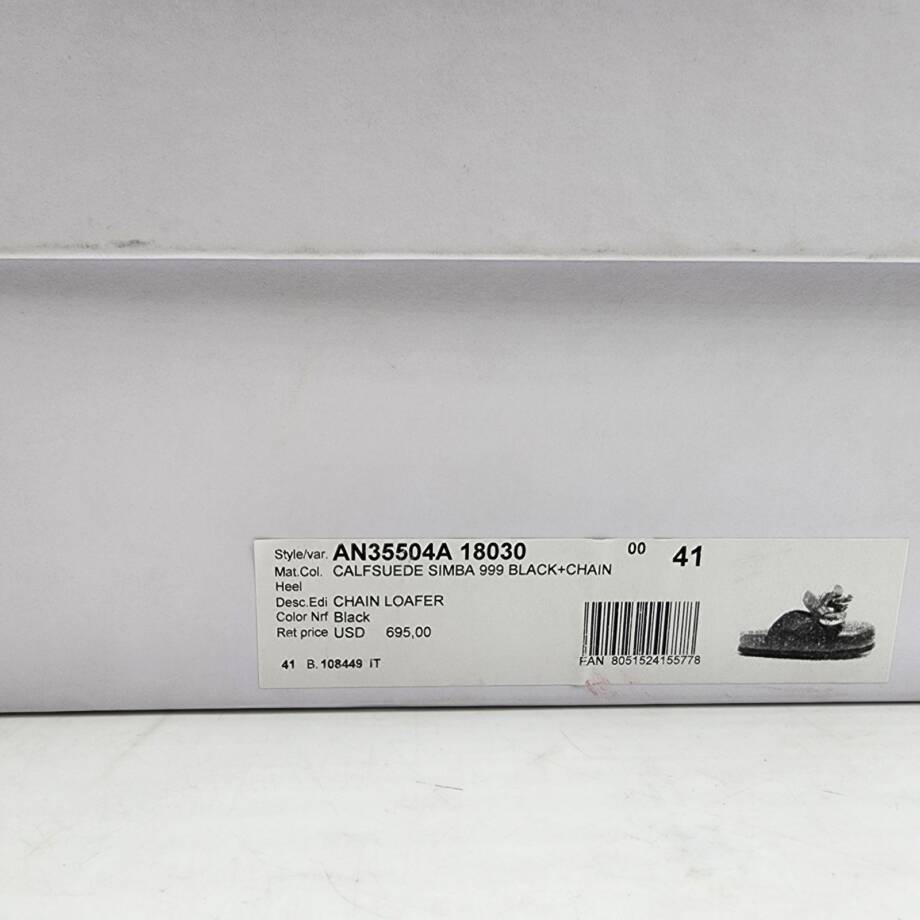 Style/var. AN35504A 18030 00 41
Mat.Col. CALFSUEDE SIMBA 999 BLACK+CHAIN
Heel
Desc.Edi CHAIN LOAFER
Color Nrf Black
Ret price USD 695,00
41 B. 108449 IT
FAN 8051524155778